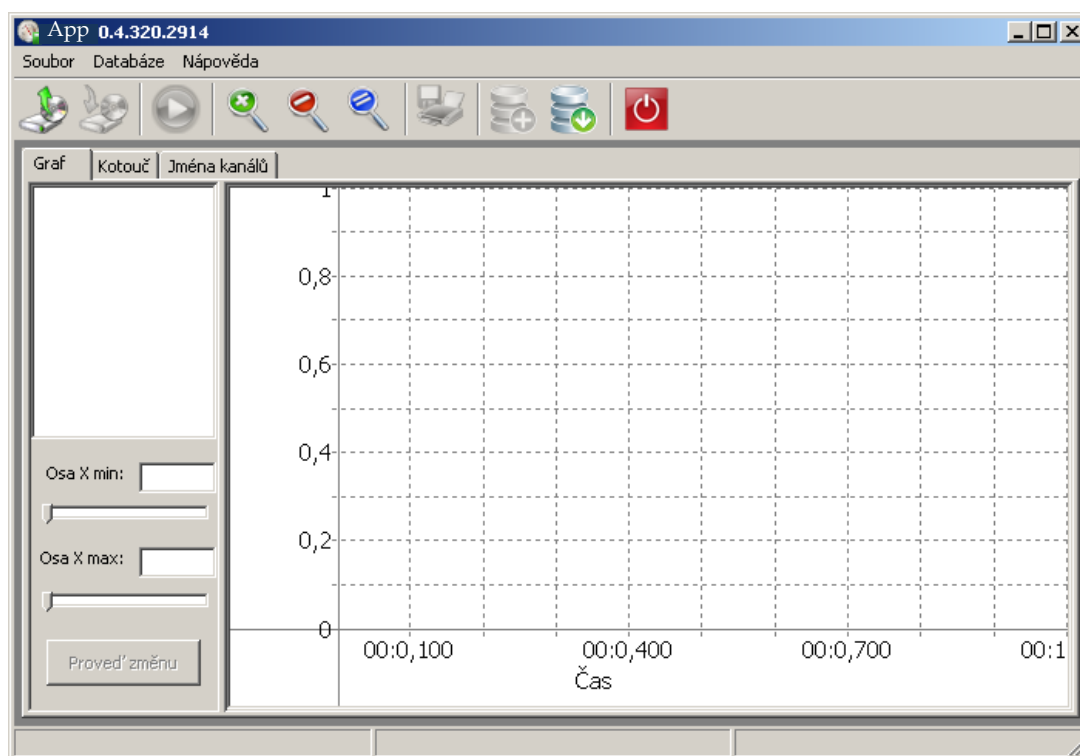 App 0.4.320.2914
Soubor Databáze Nápověda
Graf Kotouč Jména kanálů
1
0,8
0,6
Osa X min:
0,4
Osa X max:
0,2
0
Proveď změnu
00:0,100 00:0,400 00:0,700 00:1
Čas